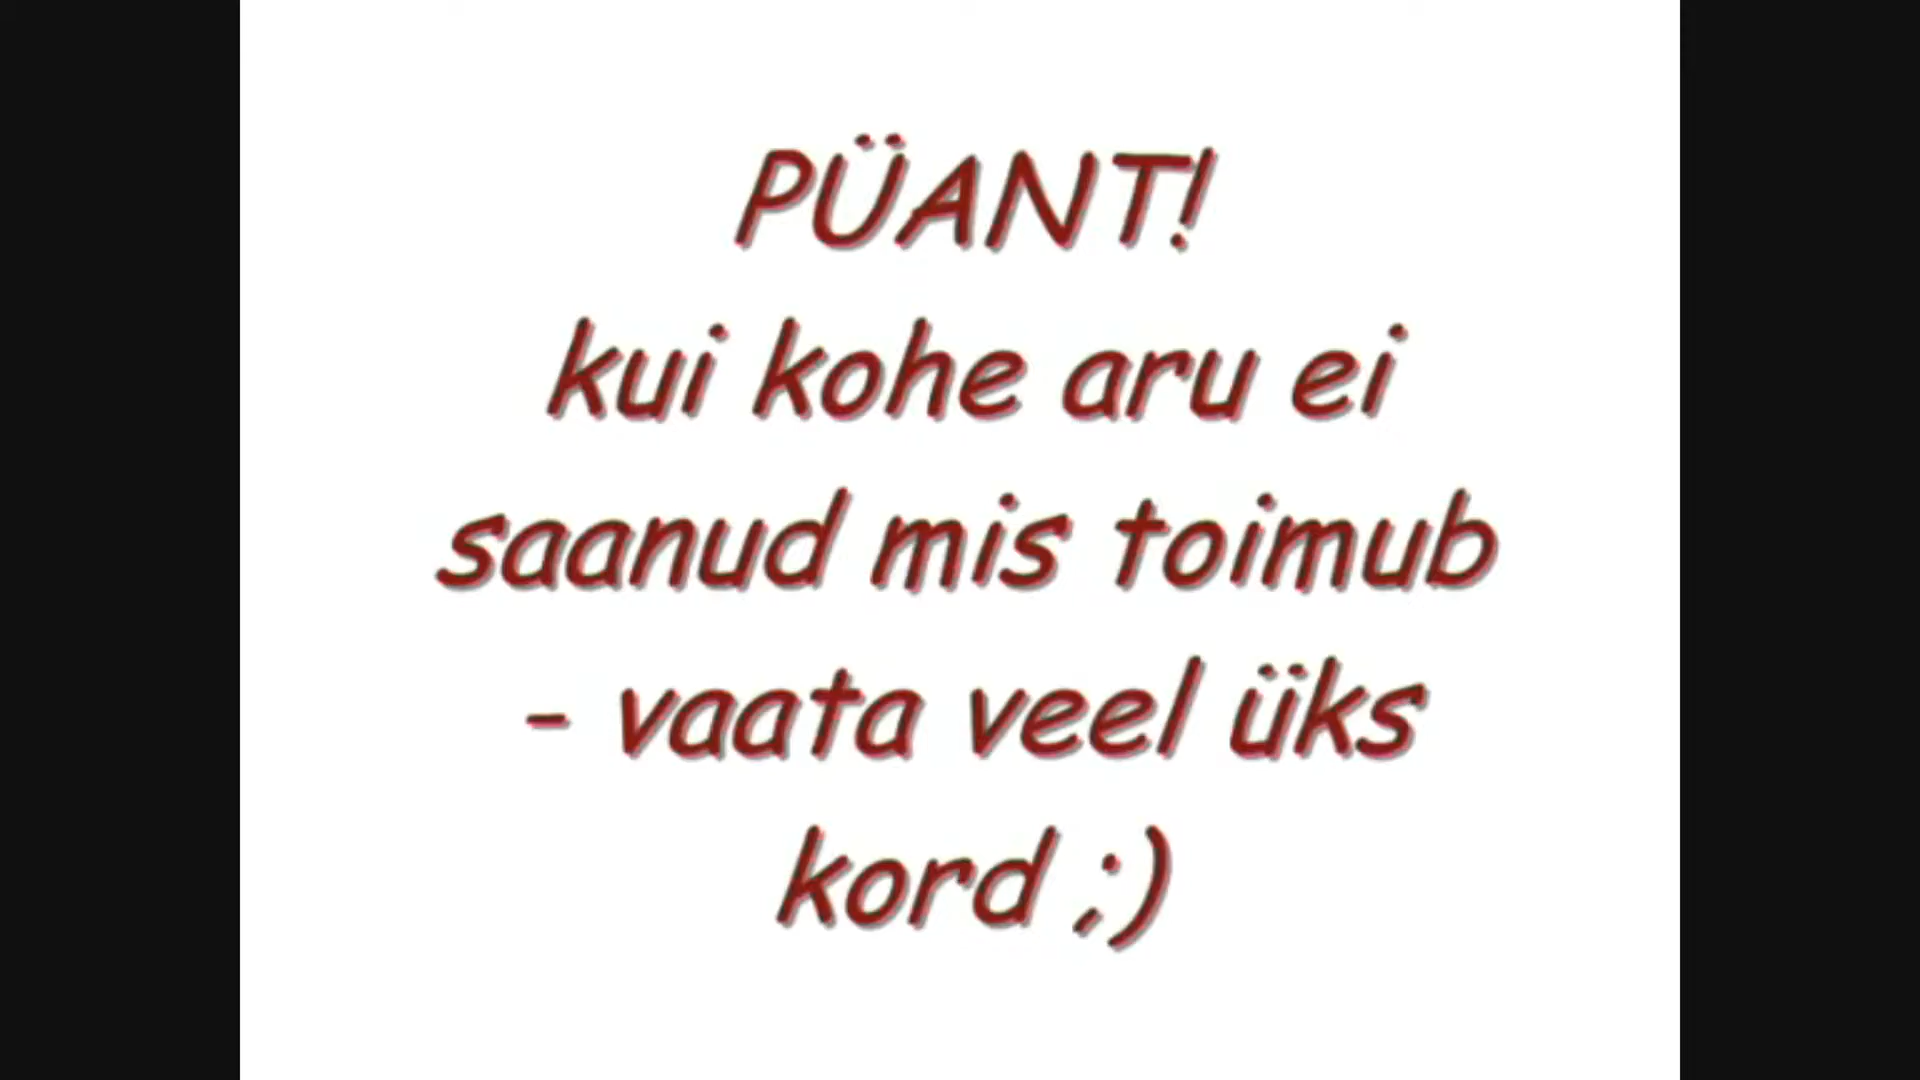 PÜANT!
kui kohe aru ei
saanud mis toimub
- vaata veel üks
kord ;)